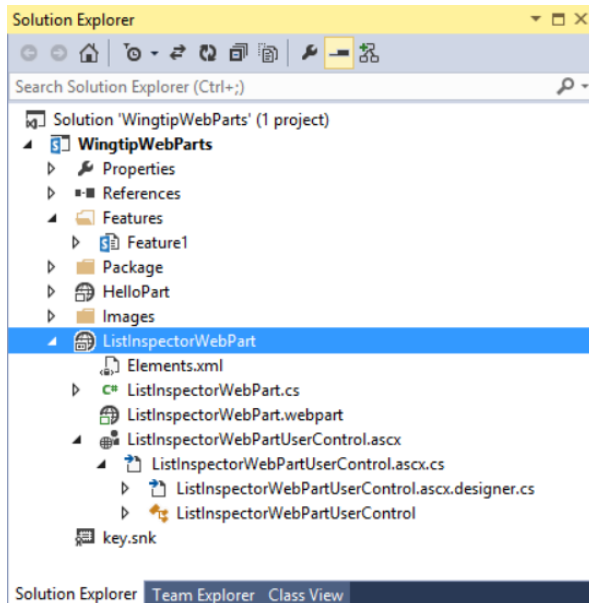 Solution Explorer
Search Solution Explorer (Ctrl+;)
Solution 'WingtipWebParts' (1 project)
WingtipWebParts
Properties
References
Features
Feature1
Package
HelloPart
Images
ListInspectorWebPart
Elements.xml
C# ListInspectorWebPart.cs
ListInspectorWebPart.webpart
ListInspectorWebPartUserControl.ascx
ListInspectorWebPartUserControl.ascx.cs
ListInspectorWebPartUserControl.ascx.designer.cs
ListInspectorWebPartUserControl
key.snk
Solution Explorer Team Explorer Class View